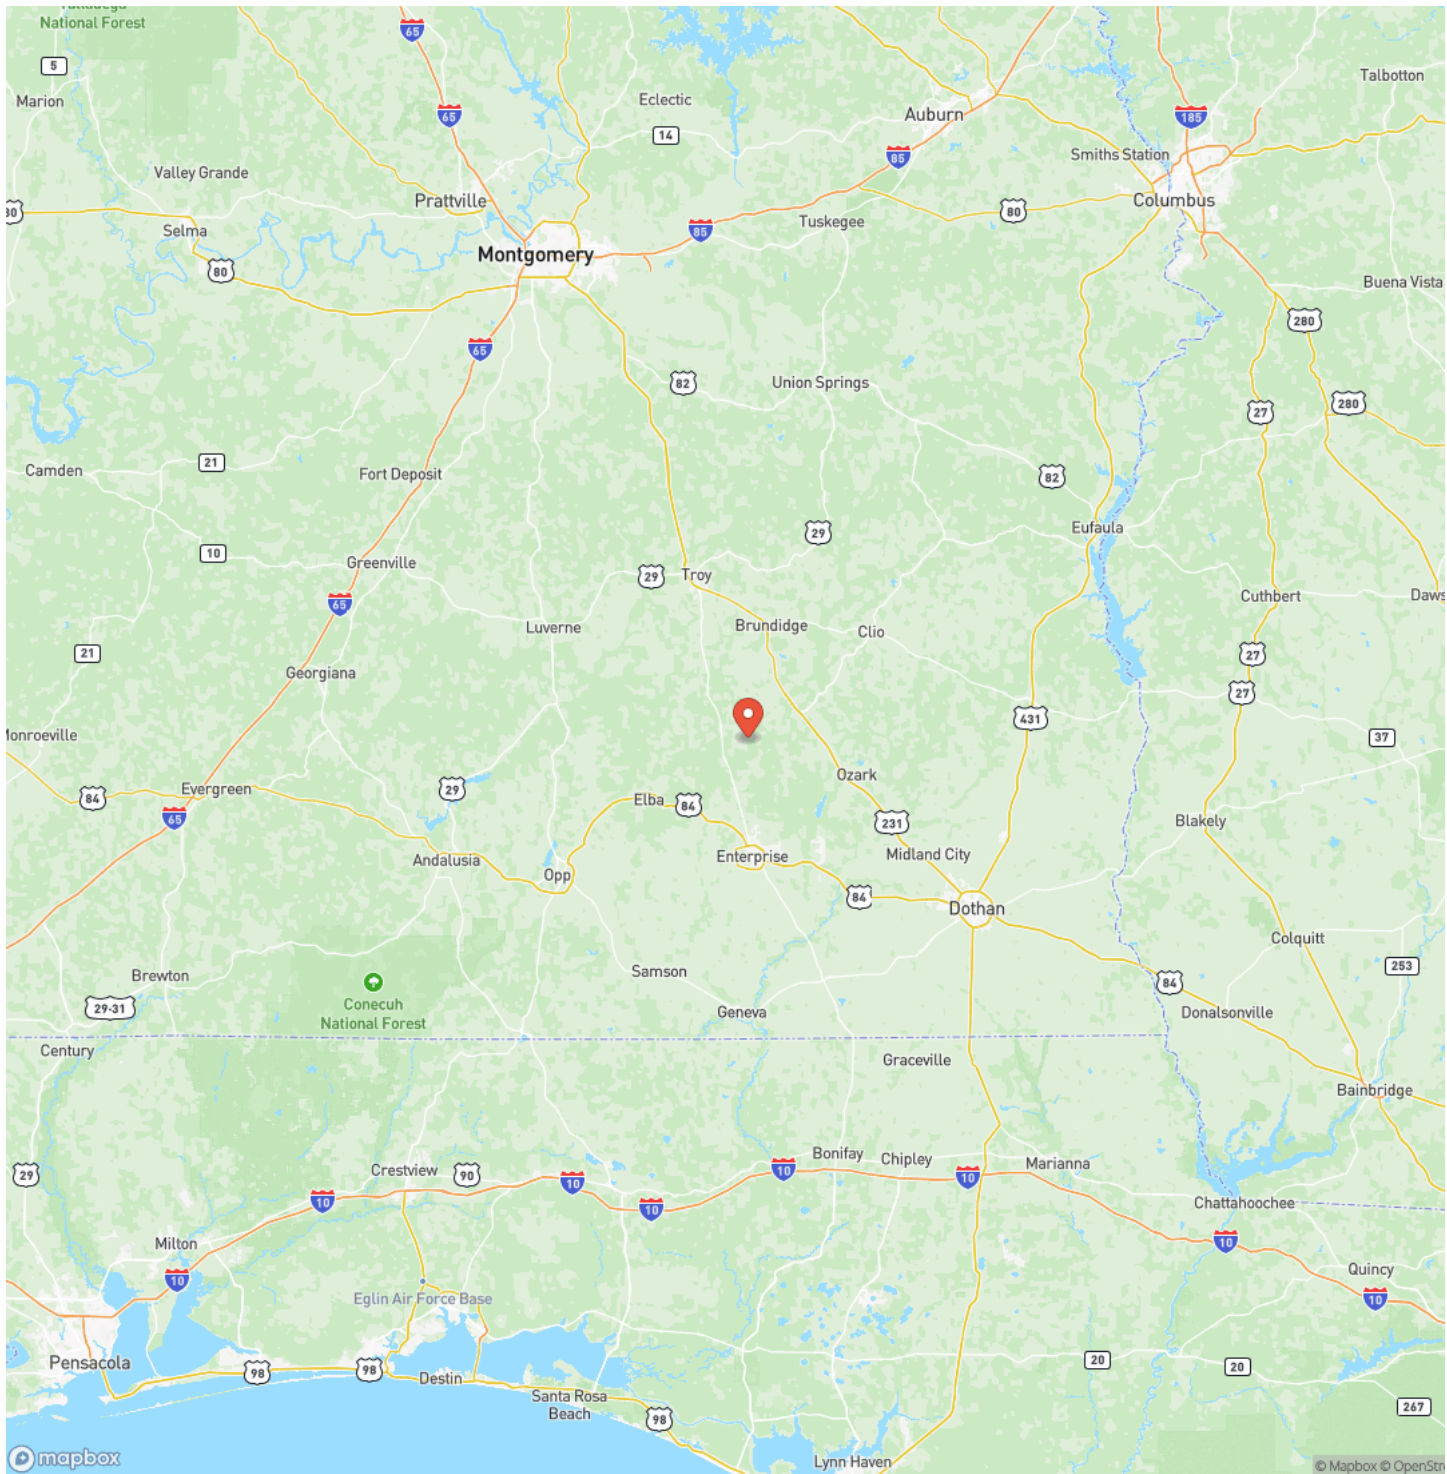 National Forest
65
5
Marion
Eclectic
65
14
Auburn
185
Talbotton
85
Smiths Station
Valley Grande
Prattville
Columbus
80
80
Tuskegee
Selma
85
Montgomery
80
Buena Vista
280
65
82
Union Springs
27
280
Camden
21
Fort Deposit
82
Eufaula
29
10
Greenville
29
Troy
Cuthbert
Daws
65
Luverne
Brundidge
Clio
21
27
Georgiana
27
431
Monroeville
37
Ozark
84
Evergreen
29
Elba
84
65
231
Blakely
Andalusia
Enterprise
Midland City
Opp
84
Dothan
Colquitt
Brewton
Samson
253
29-31
Conecuh
National Forest
Geneva
84
Donalsonville
Century
Graceville
Bainbridge
29
Crestview
90
10
10
Bonifay
Chipley
10
Marianna
10
10
Chattahoochee
Milton
10
10
Quincy
Eglin Air Force Base
10
Pensacola
98
98
Destin
20
20
Santa Rosa
Beach
98
267
mapbox
Lynn Haven
© Mapbox © OpenStr